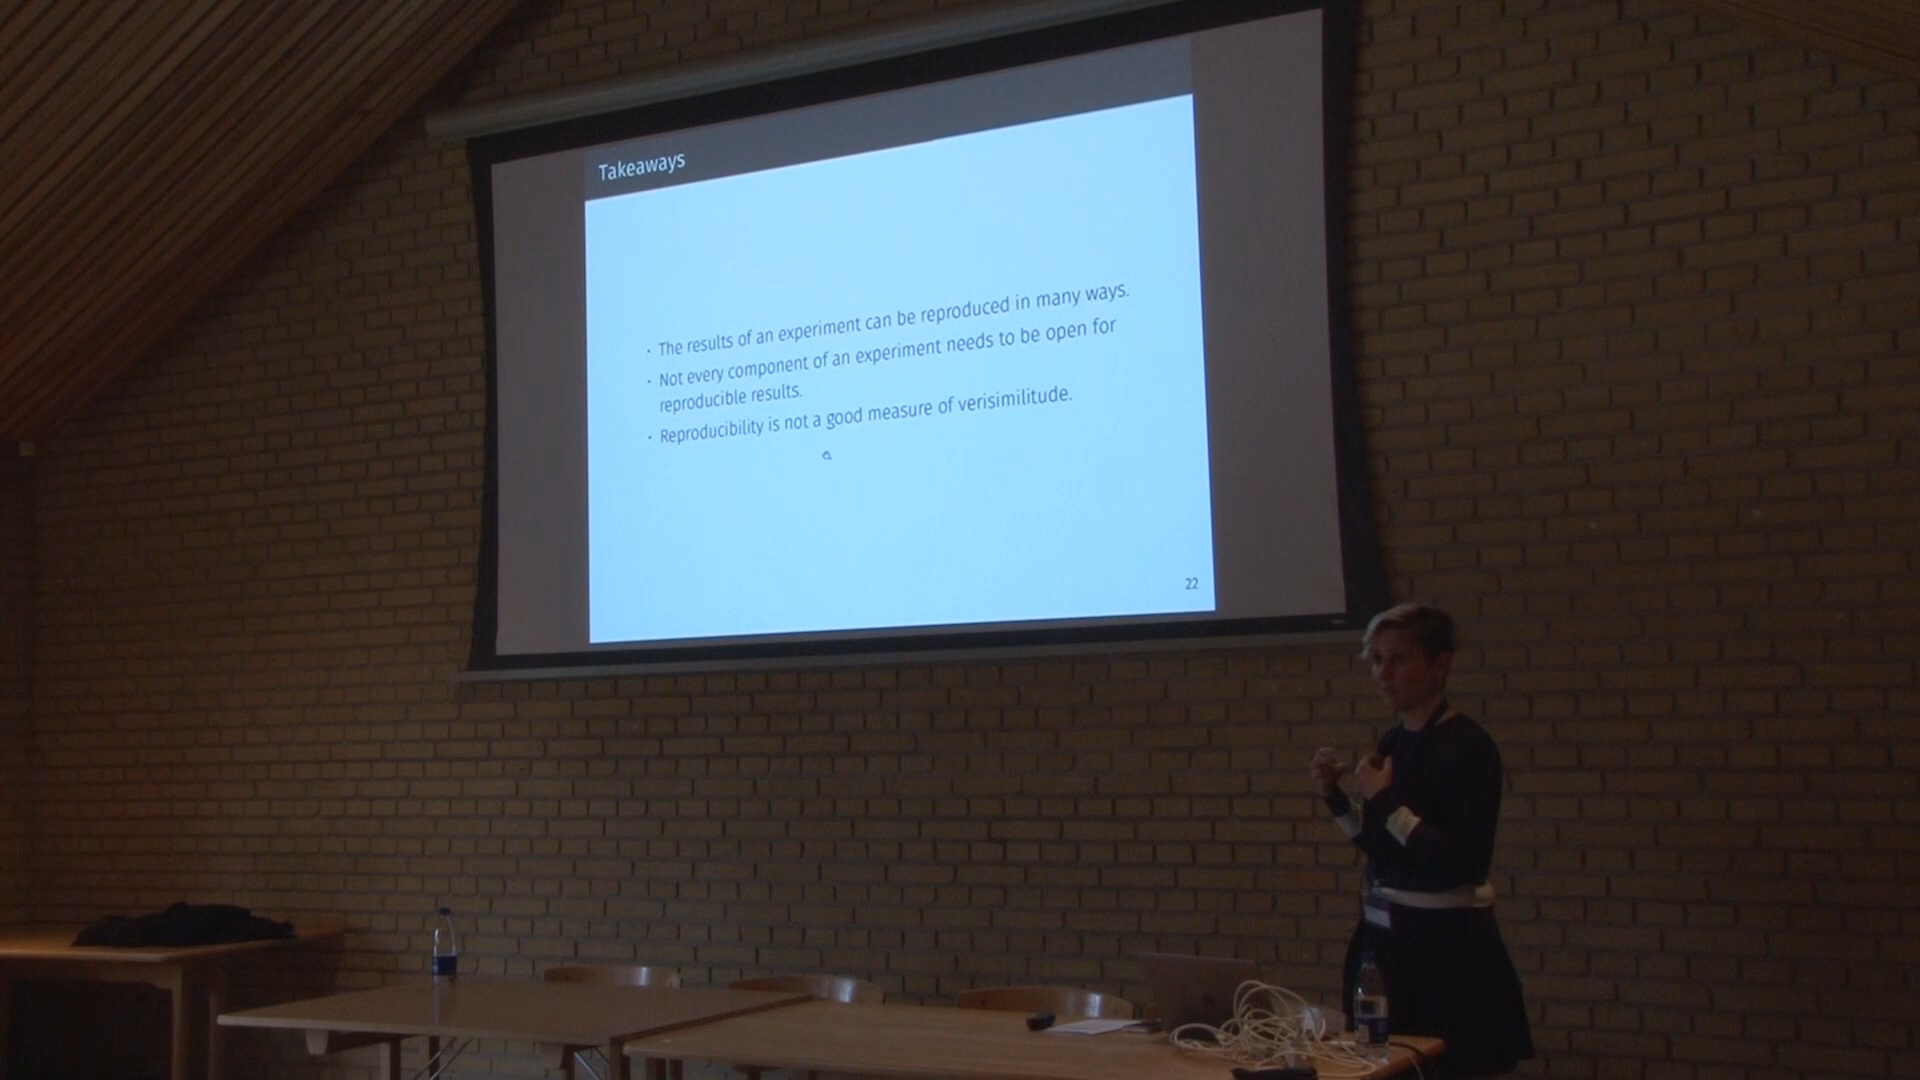 Takeaways
· The results of an experiment can be reproduced in many ways.
· Not every component of an experiment needs to be open for
reproducible results.
· Reproducibility is not a good measure of verisimilitude.
22